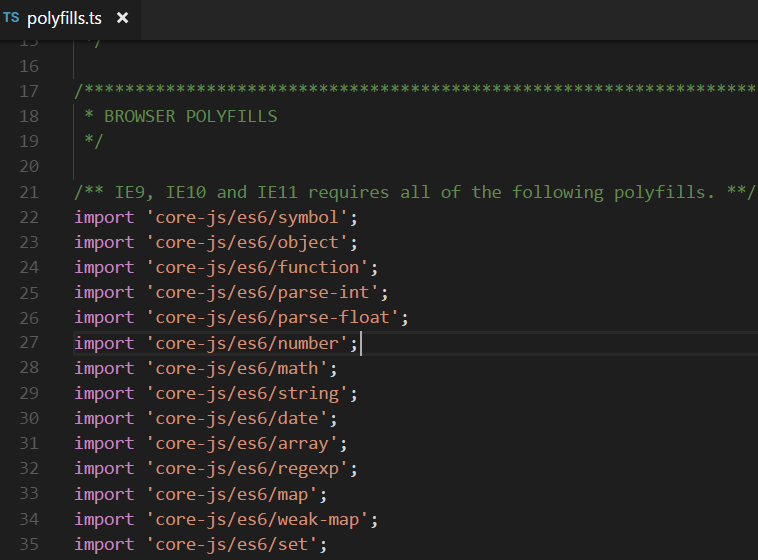 TS polyfills.ts ×
15 */
16
17 /******************************************************************
18 * BROWSER POLYFILLS
19 */
20
21 /** IE9, IE10 and IE11 requires all of the following polyfills. **/
22 import 'core-js/es6/symbol';
23 import 'core-js/es6/object';
24 import 'core-js/es6/function';
25 import 'core-js/es6/parse-int';
26 import 'core-js/es6/parse-float';
27 import 'core-js/es6/number';
28 import 'core-js/es6/math';
29 import 'core-js/es6/string';
30 import 'core-js/es6/date';
31 import 'core-js/es6/array';
32 import 'core-js/es6/regexp';
33 import 'core-js/es6/map';
34 import 'core-js/es6/weak-map';
35 import 'core-js/es6/set';